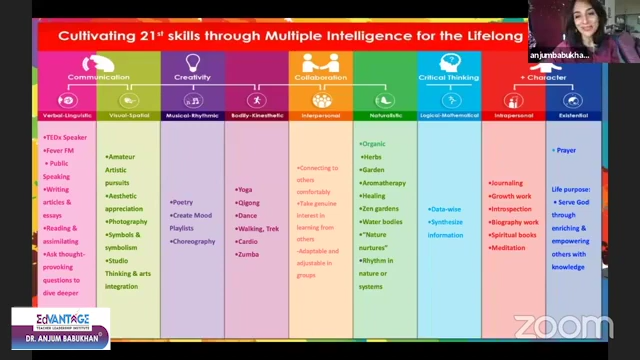 Cultivating 21st skills through Multiple Intelligence for the Lifelong
anjumbabukha...
Communication
Creativity
Collaboration
Critical Thinking
+ Character
Verbal-Linguistic
Visual-Spatial
Musical-Rhythmic
Bodily-Kinesthetic
Interpersonal
Naturalistic
Logical-Mathematical
Intrapersonal
Existential
•TEDx Speaker
•Fever FM
• Public
Speaking
•Writing
articles &
essays
•Reading &
assimilating
•Ask thought-
provoking
questions to
dive deeper
•Amateur
Artistic
pursuits
•Aesthetic
appreciation
•Photography
•Symbols &
symbolism
•Studio
Thinking & arts
integration
•Poetry
•Create Mood
Playlists
•Choreography
•Yoga
•Qigong
•Dance
•Walking, Trek
•Cardio
•Zumba
•Connecting to
others
comfortably
•Take genuine
interest in
learning from
others
•Adaptable and
adjustable in
groups
•Organic
•Herbs
•Garden
•Aromatherapy
•Healing
•Zen gardens
•Water bodies
•"Nature
nurtures"
•Rhythm in
nature or
systems
•Data-wise
•Synthesize
information
•Journaling
•Growth work
•Introspection
•Biography work
•Spiritual books
•Meditation
• Prayer
Life purpose:
• Serve God
through
enriching &
empowering
others with
knowledge
EDVANTAGE
TEACHER LEADERSHIP INSTITUTE
DR. ANJUM BABUKHAN
zoom